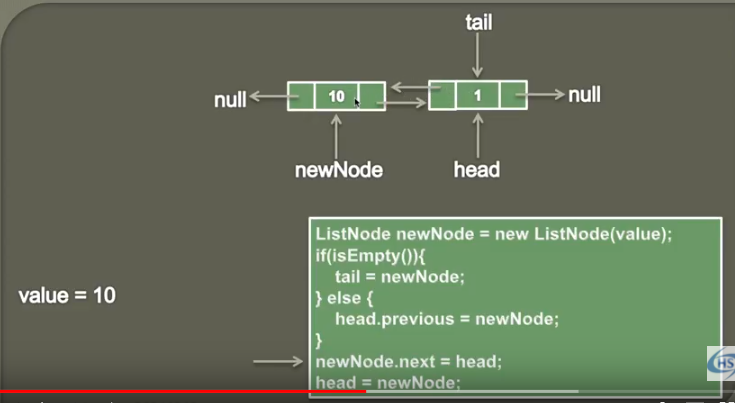 tail
null
10
1
null
newNode
head
ListNode newNode = new ListNode(value);
if(isEmpty()){
tail = newNode;
} else {
head.previous = newNode;
}
value = 10
newNode.next = head;
head = newNode;
HS